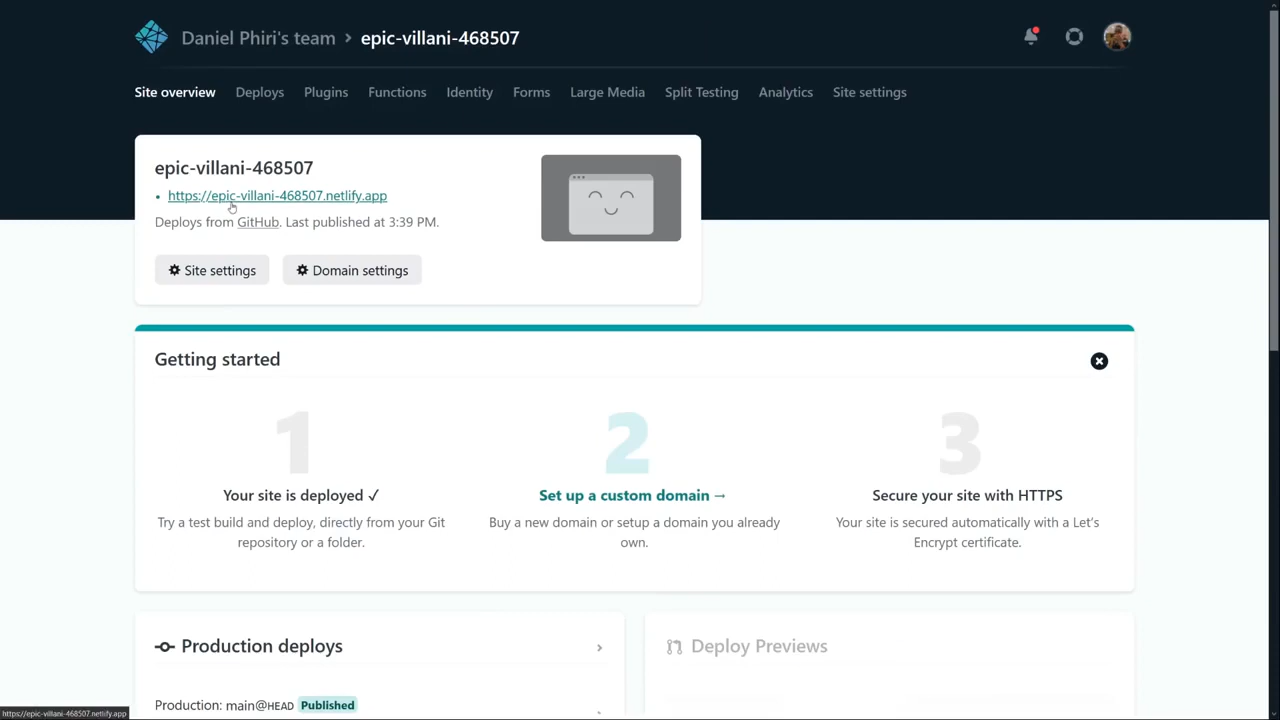 Daniel Phiri's team > epic-villani-468507
Site overview Deploys Plugins Functions Identity Forms Large Media Split Testing Analytics Site settings
epic-villani-468507
• https://epic-villani-468507.netlify.app
Deploys from GitHub. Last published at 3:39 PM.
Site settings Domain settings
Getting started
1 2 3
Your site is deployed ✓ Set up a custom domain → Secure your site with HTTPS
Try a test build and deploy, directly from your Git Buy a new domain or setup a domain you already Your site is secured automatically with a Let's
repository or a folder. own. Encrypt certificate.
Production deploys > Deploy Previews
Production: main@HEAD Published
https://epic-villani-468507.netlify.app